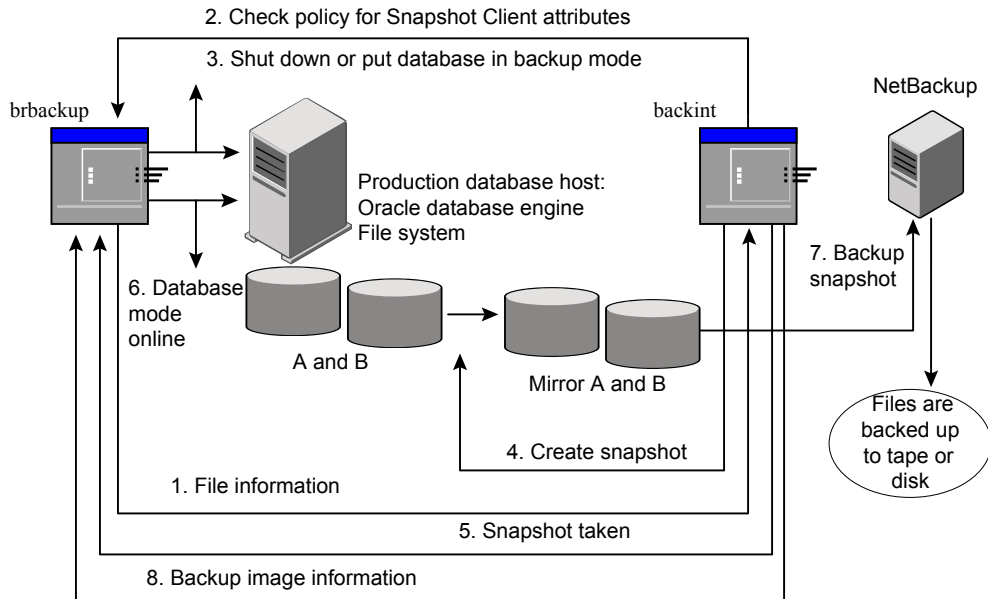 2. Check policy for Snapshot Client attributes
3. Shut down or put database in backup mode
brbackup
backint
NetBackup
Production database host:
Oracle database engine
File system
7. Backup
snapshot
6. Database
mode
online
A and B
Mirror A and B
Files are
backed up
to tape or
disk
4. Create snapshot
1. File information
5. Snapshot taken
8. Backup image information